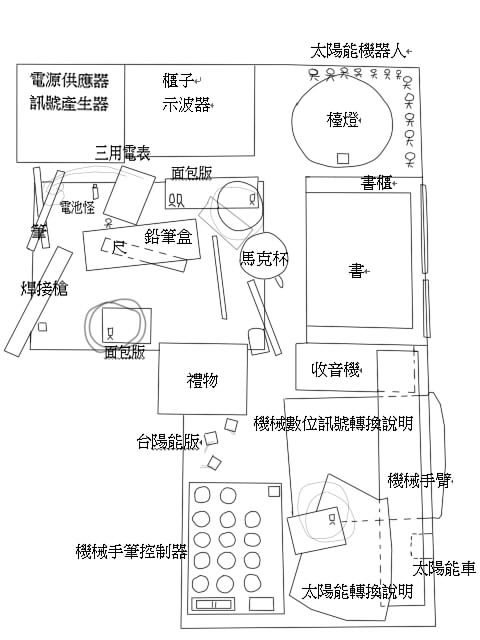 太陽能機器人
電源供應器
訊號產生器
櫃子
示波器
檯燈
三用電表
面包版
書櫃
電池怪
筆
鉛筆盒
馬克杯
書
焊接槍
面包版
禮物
收音機
機械數位訊號轉換說明
台陽能版
機械手臂
機械手筆控制器
太陽能車
太陽能轉換說明